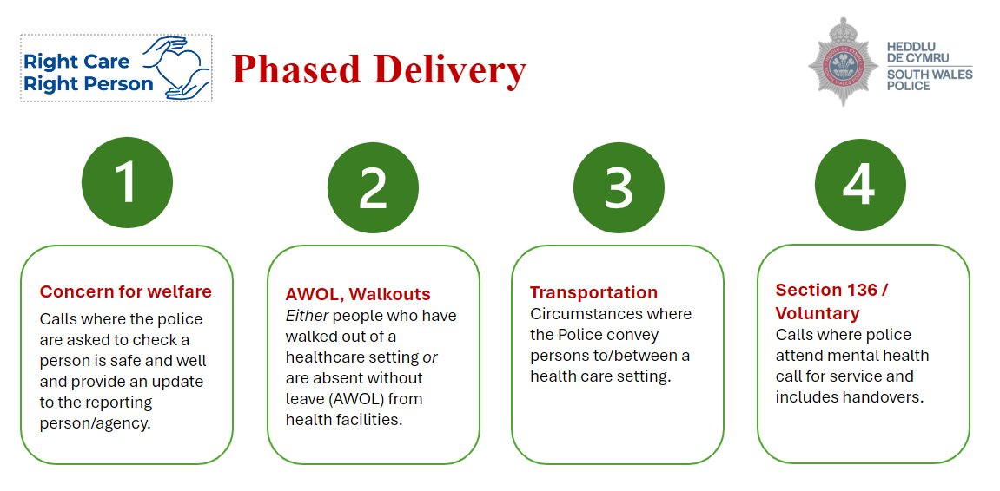 Right Care
Right Person
Phased Delivery
HEDDLU
DE CYMRU
SOUTH WALES
POLICE
1
Concern for welfare
Calls where the police
are asked to check a
person is safe and well
and provide an update
to the reporting
person/agency.
2
AWOL, Walkouts
Either people who have
walked out of a
healthcare setting or
are absent without
leave (AWOL) from
health facilities.
3
Transportation
Circumstances where
the Police convey
persons to/between a
health care setting.
4
Section 136 /
Voluntary
Calls where police
attend mental health
call for service and
includes handovers.